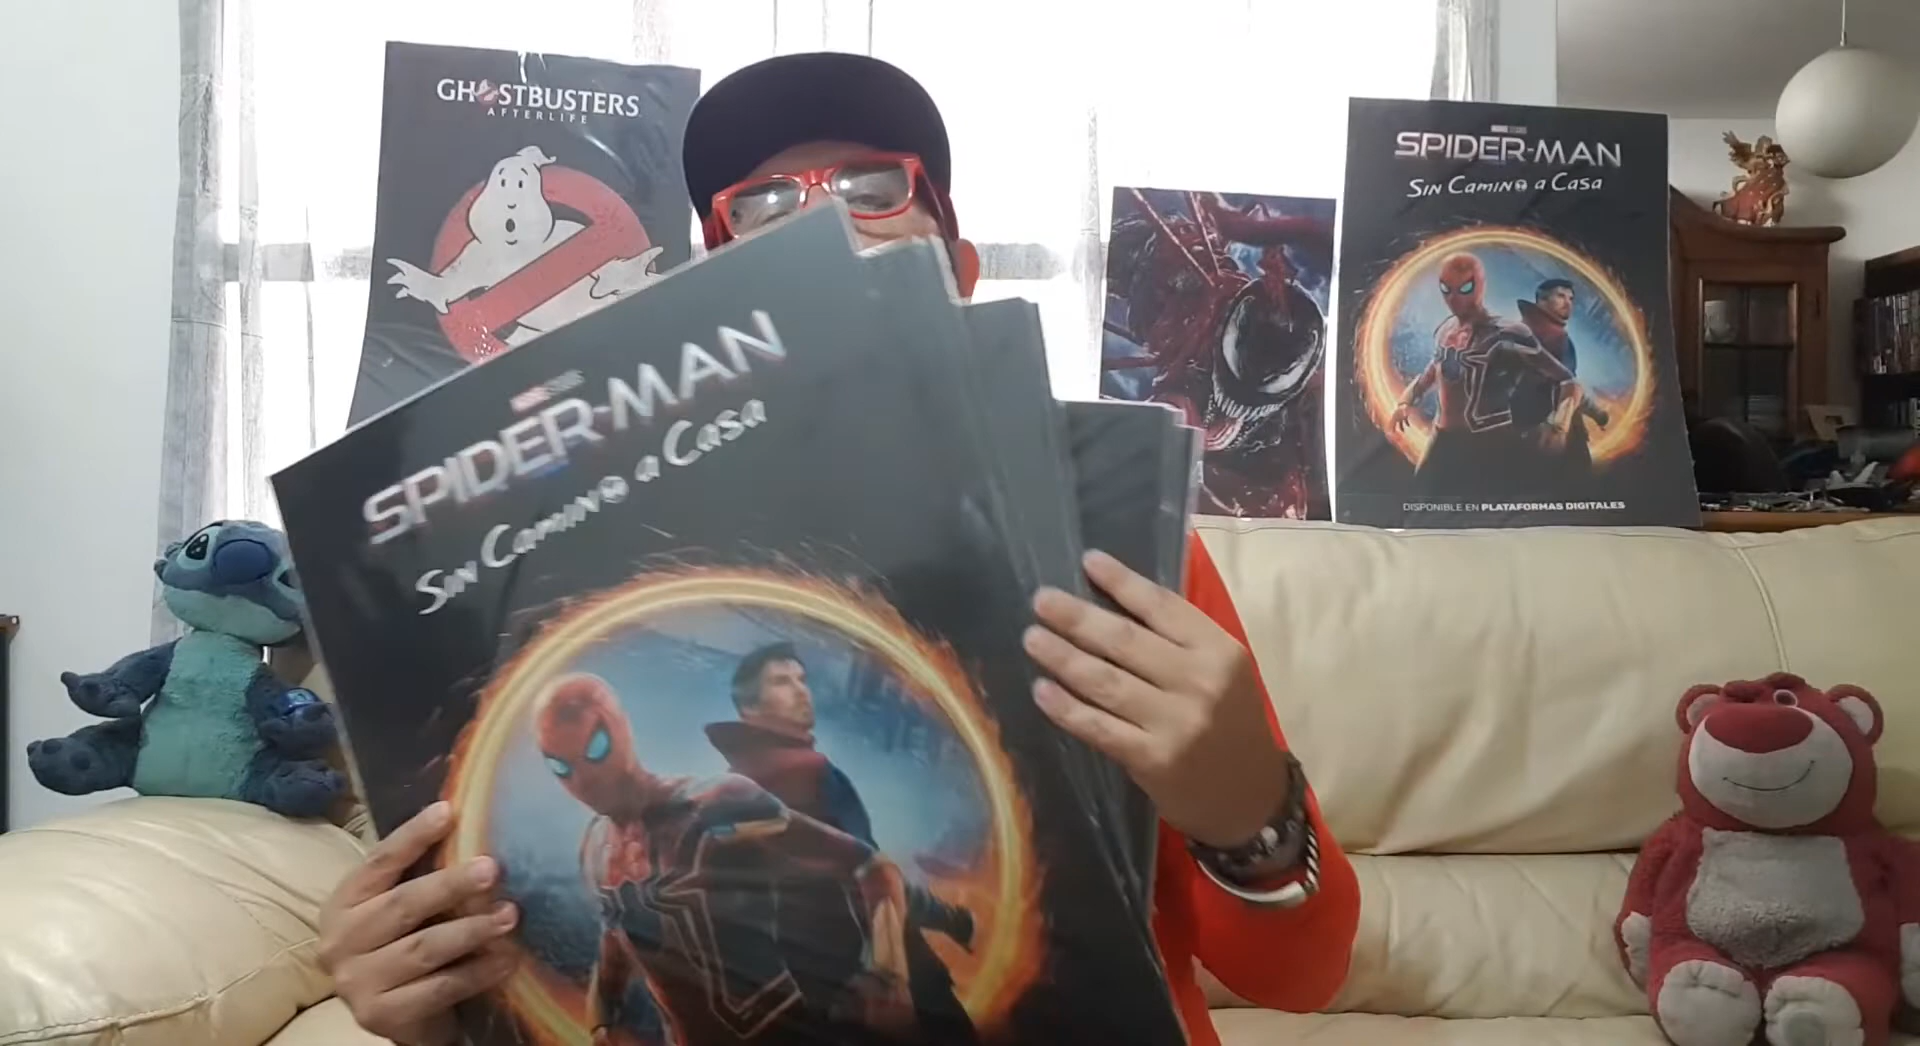 GHOSTBUSTERS
AFTERLIFE
SPIDER-MAN
SIN CAMINO a CASA
SPIDER-MAN
SIN CAMINO a CASA
DISPONIBLE EN PLATAFORMAS DIGITALES